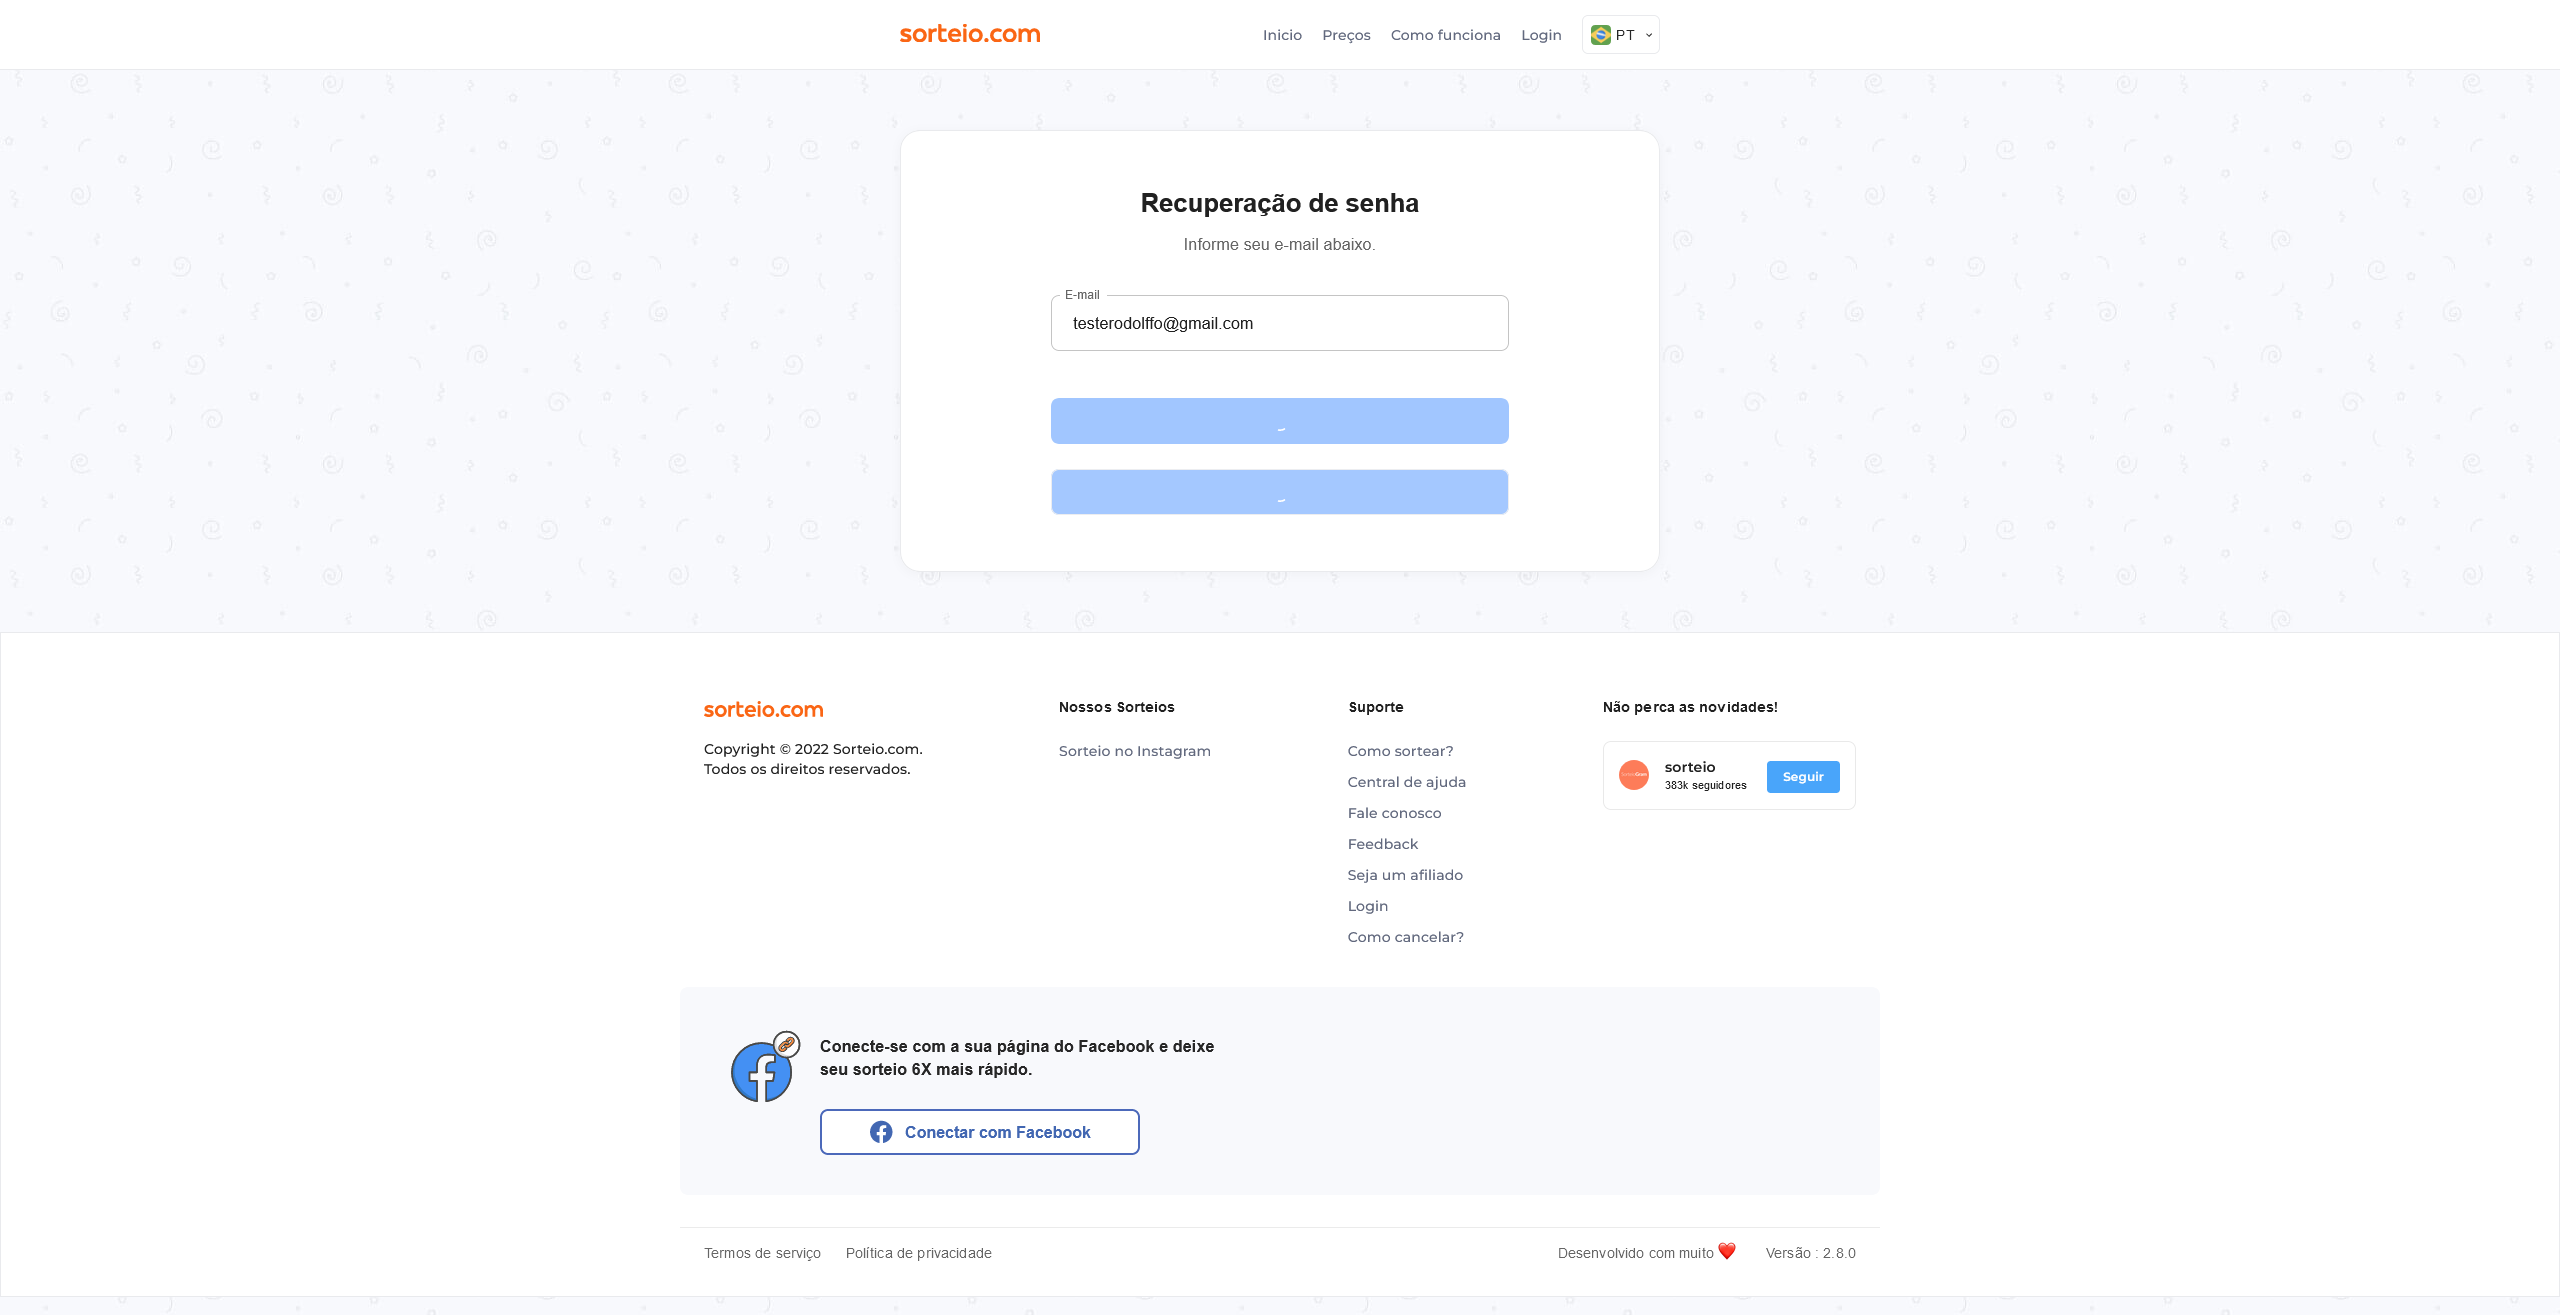 sorteio.com
Inicio
Preços
Como funciona
Login
PT
Recuperação de senha
Informe seu e-mail abaixo.
E-mail
testerodolffo@gmail.com
sorteio.com
Copyright © 2022 Sorteio.com.
Todos os direitos reservados.
Nossos Sorteios
Sorteio no Instagram
Suporte
Como sortear?
Central de ajuda
Fale conosco
Feedback
Seja um afiliado
Login
Como cancelar?
Não perca as novidades!
sorteio
383k seguidores
Seguir
Conecte-se com a sua página do Facebook e deixe
seu sorteio 6X mais rápido.
Conectar com Facebook
Termos de serviço
Política de privacidade
Desenvolvido com muito ❤️
Versão : 2.8.0